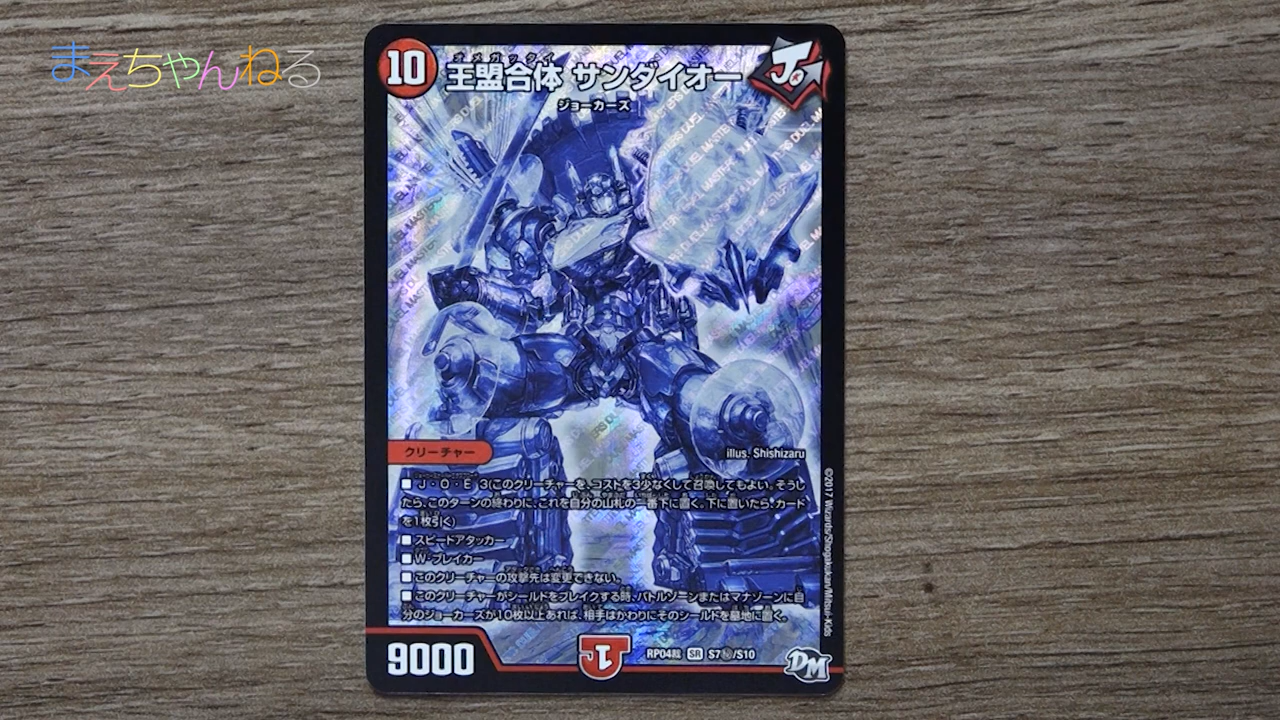 まえちゃんねる
10
オメガッタイ
王盟合体 サンダイオー
ジョーカーズ
クリーチャー
illus. Shishizaru
■ J・O・E 3(このクリーチャーを、コストを3少なくして召喚してもよい。そうし
たら、このターンの終わりに、これを自分の山札の一番下に置く。下に置いたら、カード
を1枚引く)
■ スピードアタッカー
■ W・ブレイカー
■ このクリーチャーの攻撃先は変更できない。
■ このクリーチャーがシールドをブレイクする時、バトルゾーンまたはマナゾーンに自
分のジョーカーズが10枚以上あれば、相手はかわりにそのシールドを墓地に置く。
©2017 Wizards/Shogakukan/Mitsui-Kids
9000
1
RP04裁 SR S7㊙/S10
DM